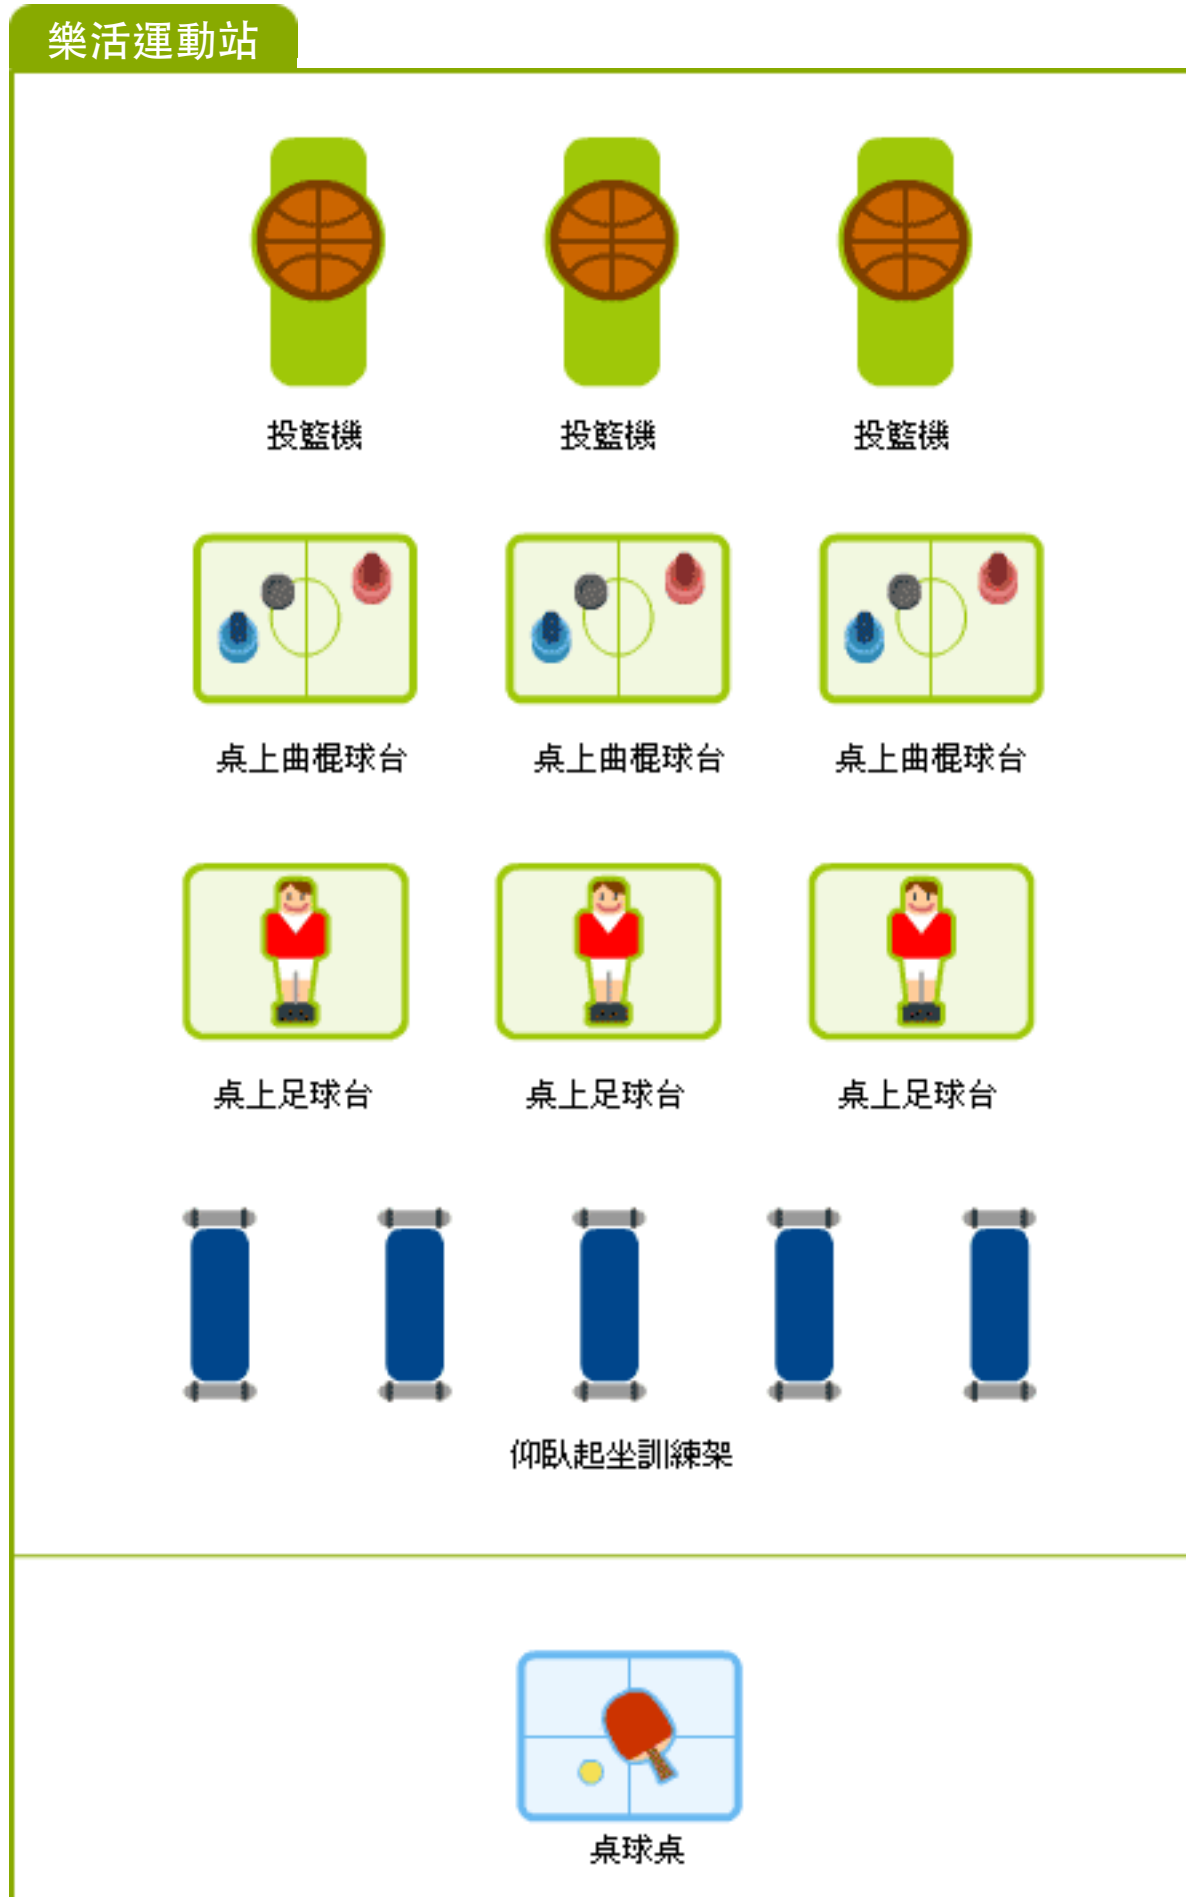 樂活運動站
投籃機 投籃機 投籃機
桌上曲棍球台 桌上曲棍球台 桌上曲棍球台
桌上足球台 桌上足球台 桌上足球台
仰臥起坐訓練架
桌球桌